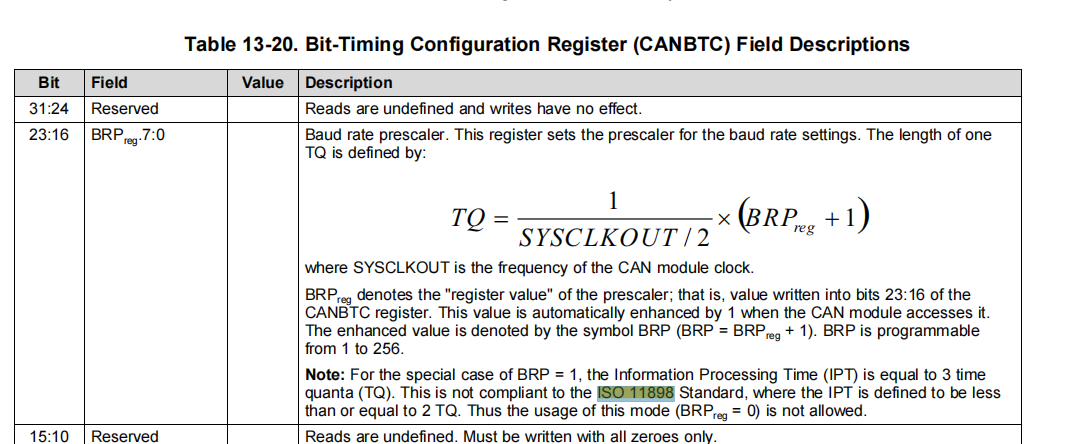 Table 13-20. Bit-Timing Configuration Register (CANBTC) Field Descriptions
Bit Field Value Description
31:24 Reserved Reads are undefined and writes have no effect.
23:16 BRPreg.7:0 Baud rate prescaler. This register sets the prescaler for the baud rate settings. The length of one
TQ is defined by:
TQ = 1 / (SYSCLKOUT / 2) × (BRPreg + 1)
where SYSCLKOUT is the frequency of the CAN module clock.
BRPreg denotes the "register value" of the prescaler; that is, value written into bits 23:16 of the
CANBTC register. This value is automatically enhanced by 1 when the CAN module accesses it.
The enhanced value is denoted by the symbol BRP (BRP = BRPreg + 1). BRP is programmable
from 1 to 256.
Note: For the special case of BRP = 1, the Information Processing Time (IPT) is equal to 3 time
quanta (TQ). This is not compliant to the ISO 11898 Standard, where the IPT is defined to be less
than or equal to 2 TQ. Thus the usage of this mode (BRPreg = 0) is not allowed.
15:10 Reserved Reads are undefined. Must be written with all zeroes only.